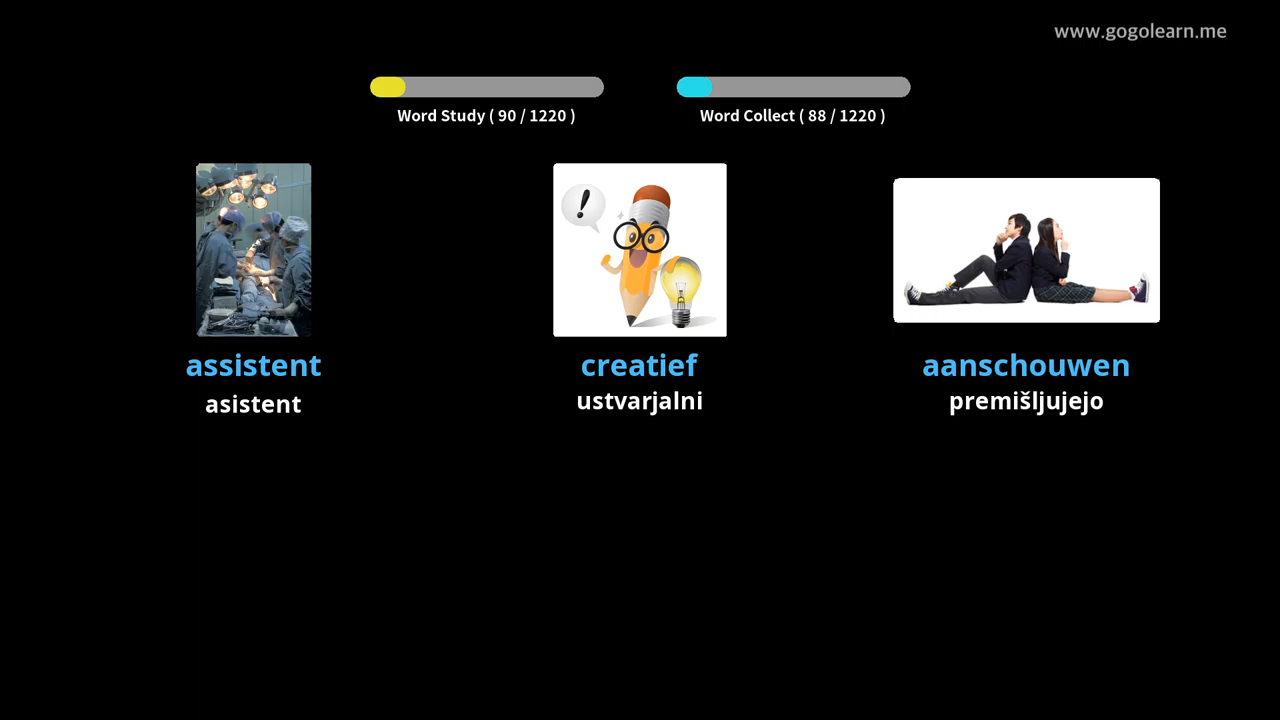 www.gogolearn.me
Word Study ( 90 / 1220 )
Word Collect ( 88 / 1220 )
!
assistent
asistent
creatief
ustvarjalni
aanschouwen
premišljujejo